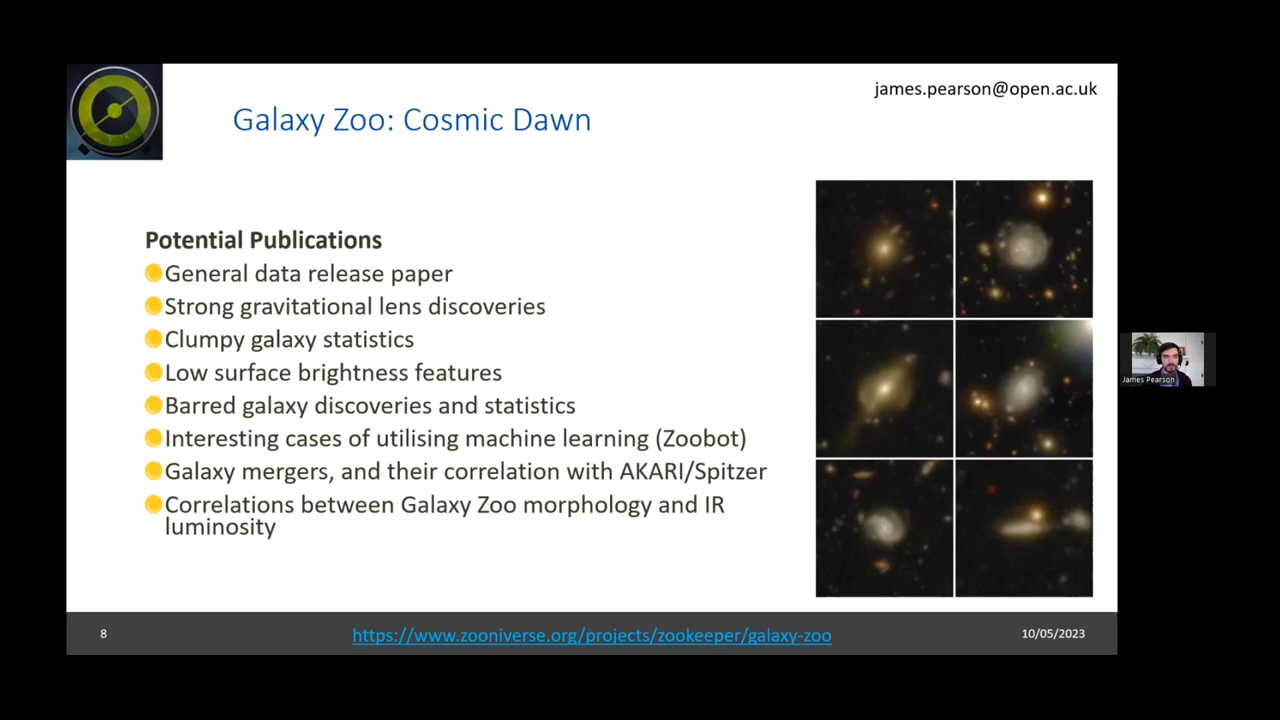 james.pearson@open.ac.uk
Galaxy Zoo: Cosmic Dawn
Potential Publications
General data release paper
Strong gravitational lens discoveries
Clumpy galaxy statistics
Low surface brightness features
Barred galaxy discoveries and statistics
Interesting cases of utilising machine learning (Zoobot)
Galaxy mergers, and their correlation with AKARI/Spitzer
Correlations between Galaxy Zoo morphology and IR
luminosity
James Pearson
8
https://www.zooniverse.org/projects/zookeeper/galaxy-zoo
10/05/2023